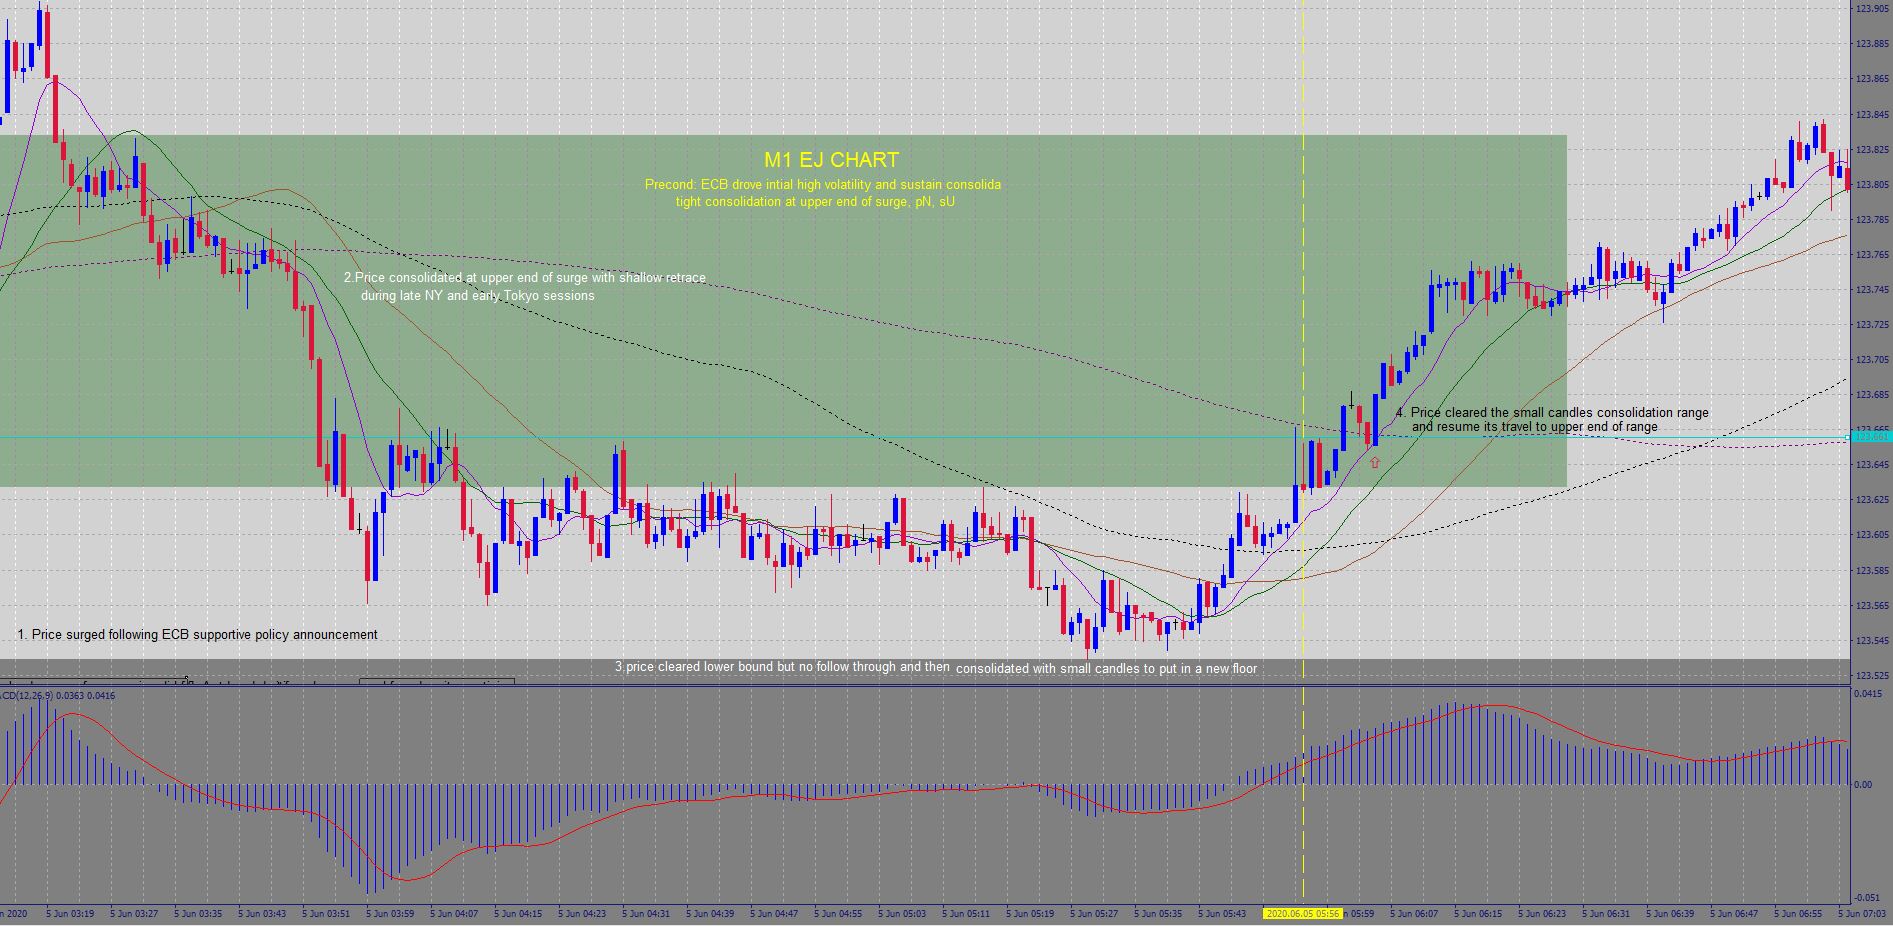 123.905
123.885
123.865
123.845
M1 EJ CHART
123.825
Precond: ECB drove intial high volatility and sustain consolida
123.805
tight consolidation at upper end of surge, pN, sU
123.785
123.765
2.Price consolidated at upper end of surge with shallow retrace
during late NY and early Tokyo sessions
123.745
123.725
123.705
123.685
4. Price cleared the small candles consolidation range
and resume its travel to upper end of range
123.661
123.645
123.625
123.605
123.585
123.565
1. Price surged following ECB supportive policy announcement
123.545
3.price cleared lower bound but no follow through and then consolidated with small candles to put in a new floor
123.525
CD(12,26,9) 0.0363 0.0416
0.0415
0.00
-0.051
n 2020
5 Jun 03:19
5 Jun 03:27
5 Jun 03:35
5 Jun 03:43
5 Jun 03:51
5 Jun 03:59
5 Jun 04:07
5 Jun 04:15
5 Jun 04:23
5 Jun 04:31
5 Jun 04:39
5 Jun 04:47
5 Jun 04:55
5 Jun 05:03
5 Jun 05:11
5 Jun 05:19
5 Jun 05:27
5 Jun 05:35
5 Jun 05:43
2020.06.05 05:56
n 05:59
5 Jun 06:07
5 Jun 06:15
5 Jun 06:23
5 Jun 06:31
5 Jun 06:39
5 Jun 06:47
5 Jun 06:55
5 Jun 07:03